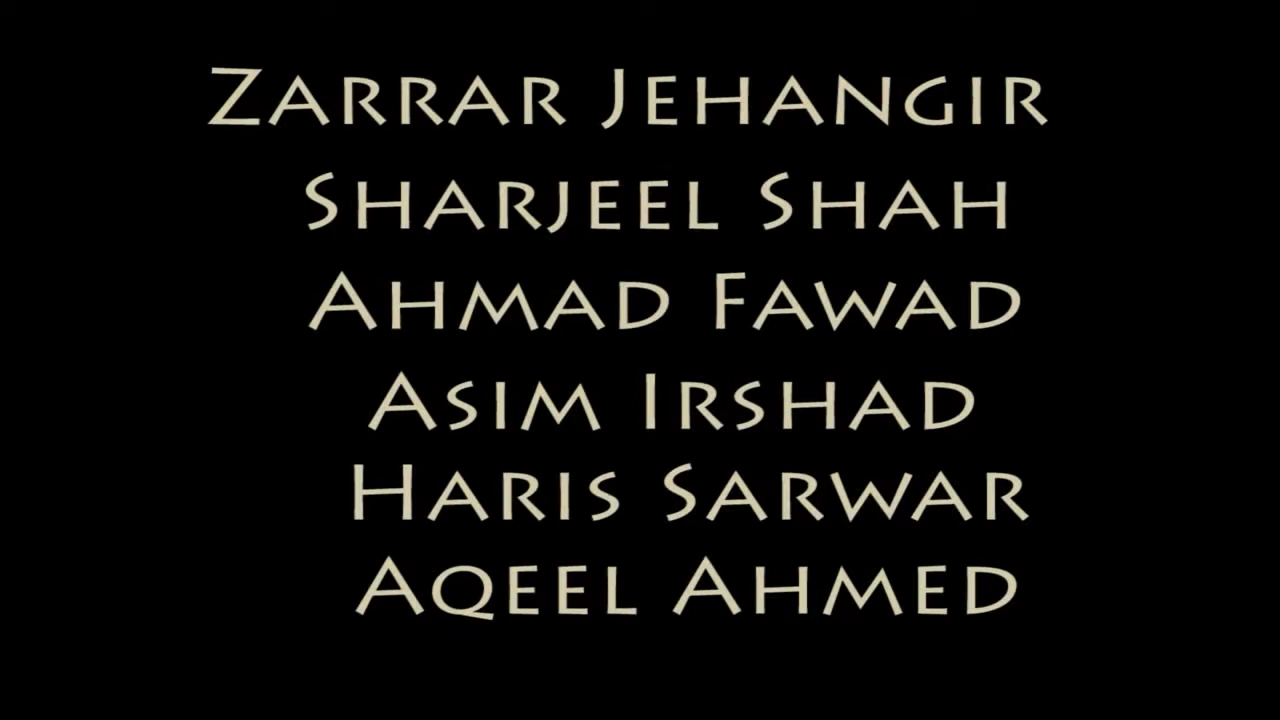 Zarrar Jehangir
Sharjeel Shah
Ahmad Fawad
Asim Irshad
Haris Sarwar
Aqeel Ahmed